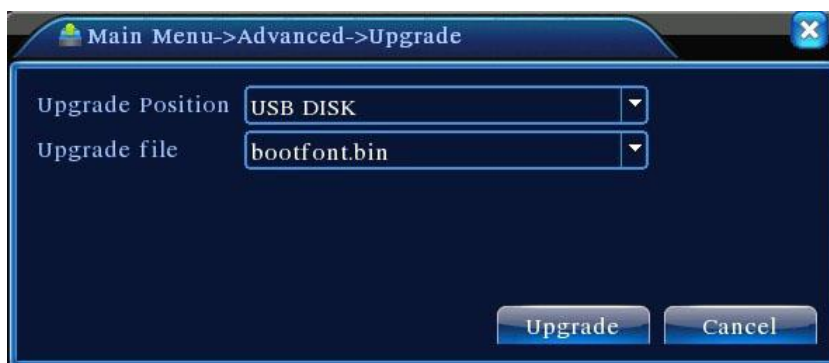 Main Menu->Advanced->Upgrade
Upgrade Position USB DISK
Upgrade file bootfont.bin
Upgrade Cancel